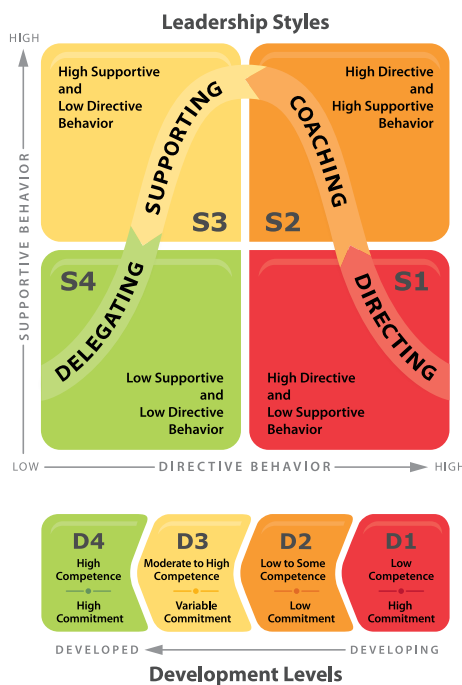 Leadership Styles
HIGH
SUPPORTIVE BEHAVIOR
High Supportive
and
Low Directive
Behavior
SUPPORTING
S3
High Directive
and
High Supportive
Behavior
COACHING
S2
S4
DELEGATING
Low Supportive
and
Low Directive
Behavior
S1
DIRECTING
High Directive
and
Low Supportive
Behavior
LOW
DIRECTIVE BEHAVIOR
HIGH
D4
High
Competence
High
Commitment
D3
Moderate to High
Competence
Variable
Commitment
D2
Low to Some
Competence
Low
Commitment
D1
Low
Competence
High
Commitment
DEVELOPED
DEVELOPING
Development Levels